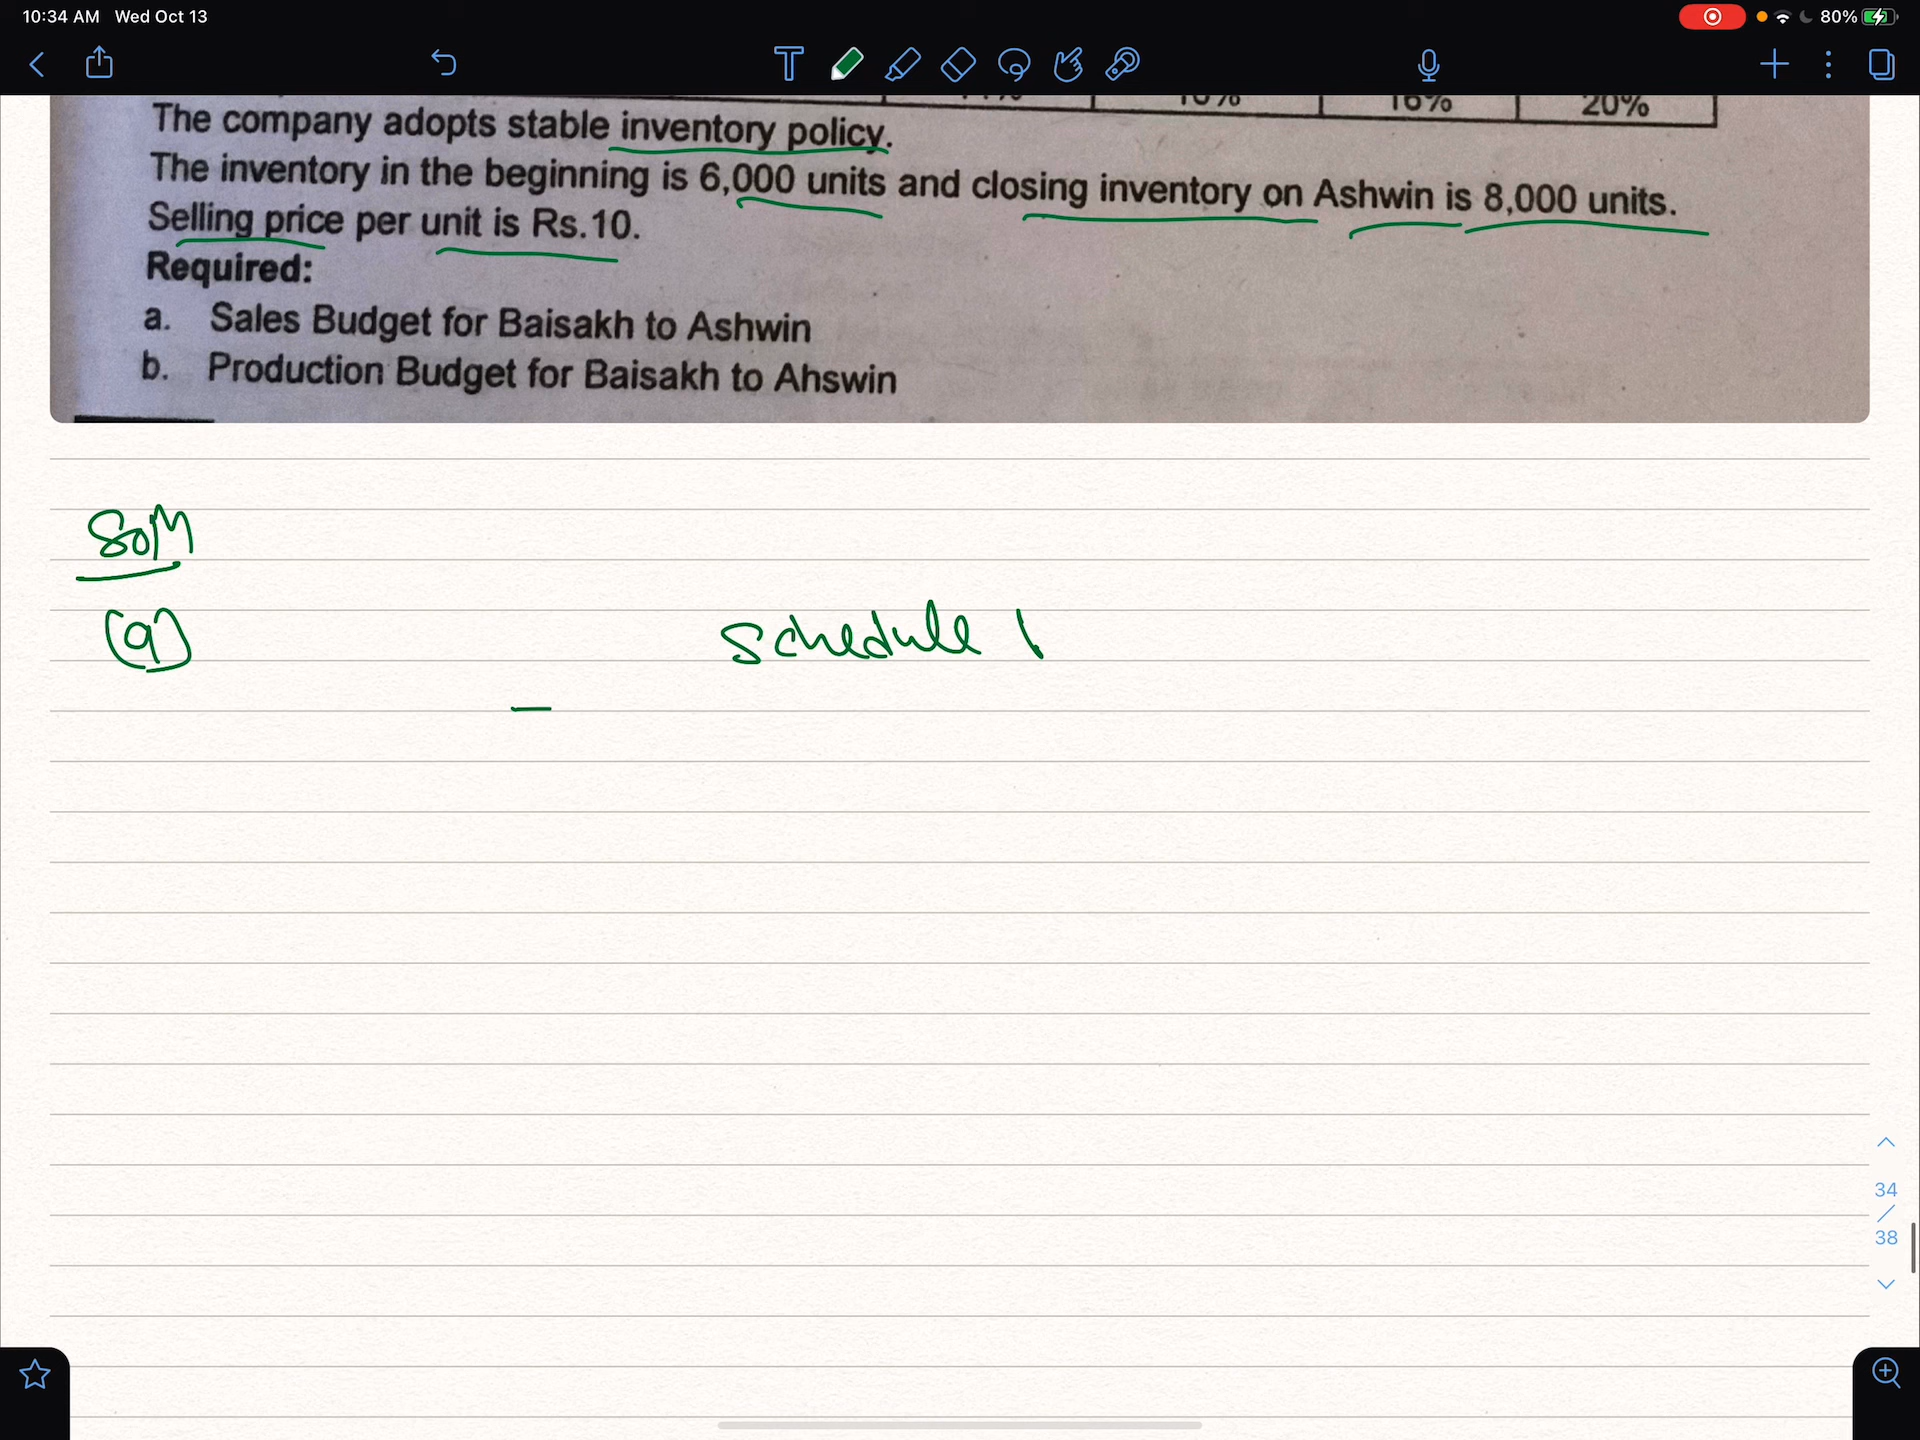 10:34 AM Wed Oct 13
80%
16% 20%
The company adopts stable inventory policy.
The inventory in the beginning is 6,000 units and closing inventory on Ashwin is 8,000 units.
Selling price per unit is Rs.10.
Required:
a. Sales Budget for Baisakh to Ashwin
b. Production Budget for Baisakh to Ahswin
Soln
(a) Schedule 1
34
/
38